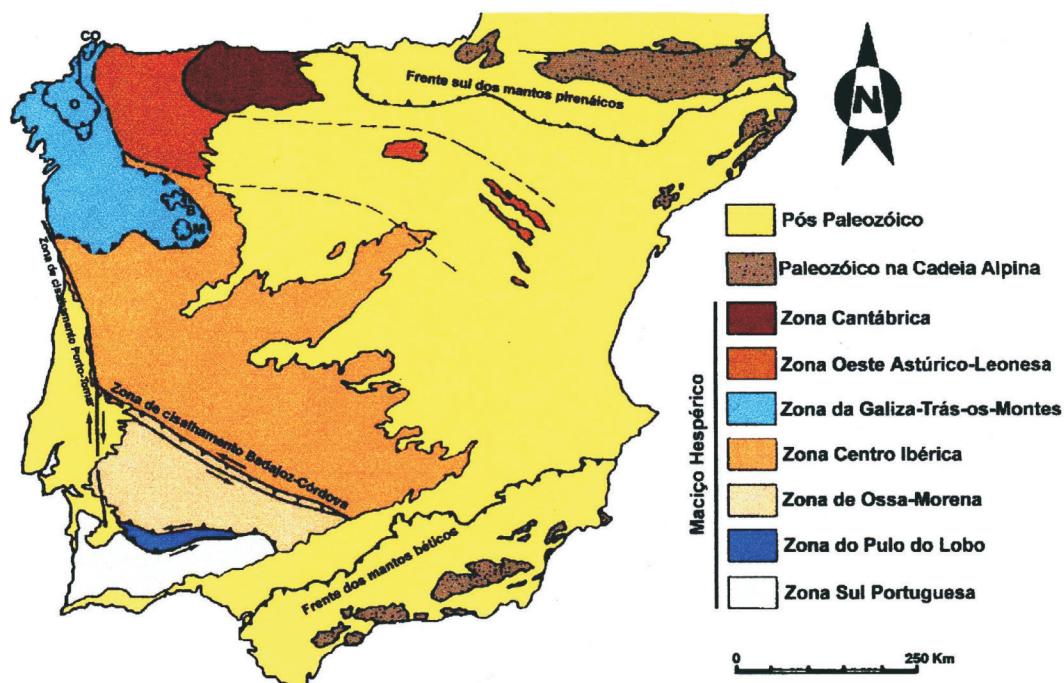 CO
Frente sul dos mantos pirenáicos
N
B
M
Zona de cisalhamento Porto-Tomar
Zona de cisalhamento Badajoz-Córdova
Frente dos mantos béticos
Pós Paleozóico
Paleozóico na Cadeia Alpina
Maciço Hespérico
Zona Cantábrica
Zona Oeste Astúrico-Leonesa
Zona da Galiza-Trás-os-Montes
Zona Centro Ibérica
Zona de Ossa-Morena
Zona do Pulo do Lobo
Zona Sul Portuguesa
0 250 Km